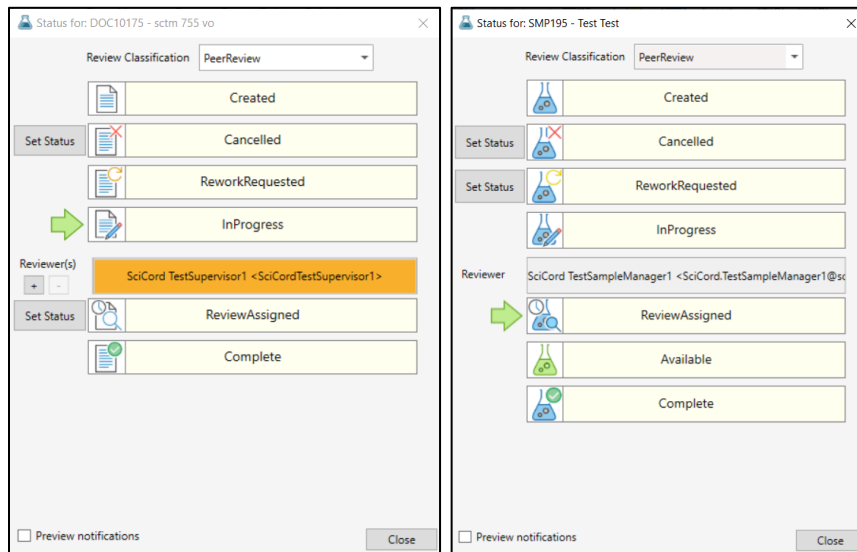 Status for: DOC10175 - sctm 755 vo
Review Classification PeerReview
Created
Set Status Cancelled
ReworkRequested
InProgress
Reviewer(s)
+ -
SciCord TestSupervisor1 <SciCordTestSupervisor1>
Set Status ReviewAssigned
Complete
Preview notifications
Close
Status for: SMP195 - Test Test
Review Classification PeerReview
Created
Set Status Cancelled
Set Status ReworkRequested
InProgress
Reviewer SciCord TestSampleManager1 <SciCord.TestSampleManager1@sc
ReviewAssigned
Available
Complete
Preview notifications
Close